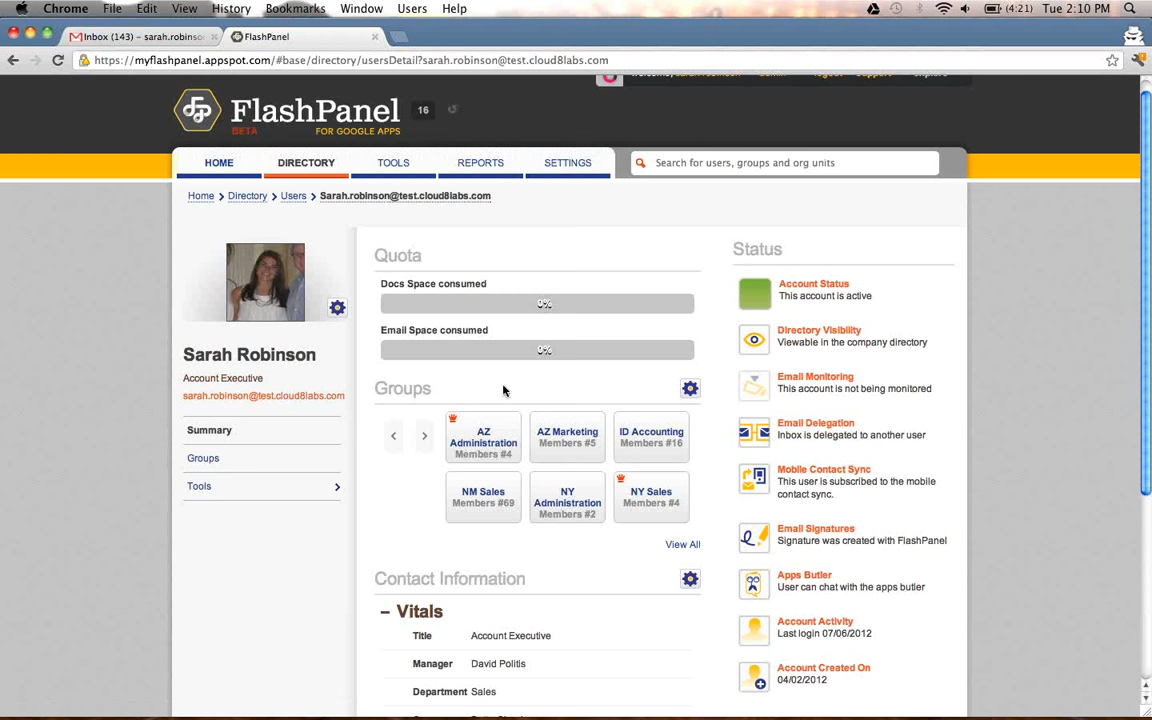 Chrome File Edit View History Bookmarks Window Users Help (4:21) Tue 2:10 PM
Inbox (143) – sarah.robinso FlashPanel
https://myflashpanel.appspot.com/#base/directory/usersDetail?sarah.robinson@test.cloud8labs.com
FlashPanel 16
BETA FOR GOOGLE APPS
HOME DIRECTORY TOOLS REPORTS SETTINGS Search for users, groups and org units
Home Directory Users Sarah.robinson@test.cloud8labs.com
Sarah Robinson
Account Executive
sarah.robinson@test.cloud8labs.com
Summary
Groups
Tools
Quota
Docs Space consumed
0%
Email Space consumed
0%
Groups
AZ Administration Members #4
AZ Marketing Members #5
ID Accounting Members #16
NM Sales Members #69
NY Administration Members #2
NY Sales Members #4
View All
Contact Information
– Vitals
Title Account Executive
Manager David Politis
Department Sales
Status
Account Status
This account is active
Directory Visibility
Viewable in the company directory
Email Monitoring
This account is not being monitored
Email Delegation
Inbox is delegated to another user
Mobile Contact Sync
This user is subscribed to the mobile
contact sync.
Email Signatures
Signature was created with FlashPanel
Apps Butler
User can chat with the apps butler
Account Activity
Last login 07/06/2012
Account Created On
04/02/2012